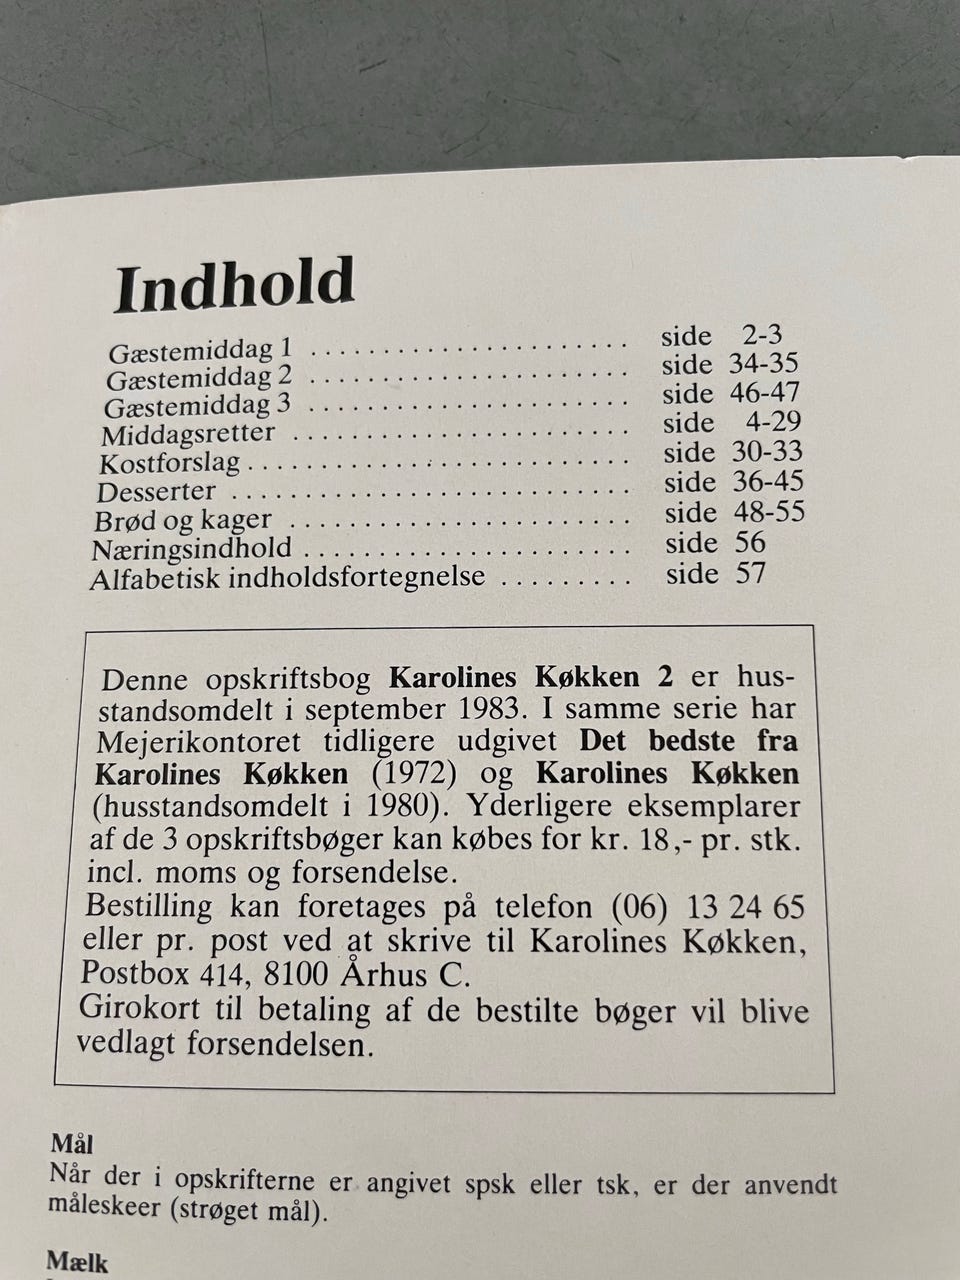 Indhold
Gæstemiddag 1 ...................... side 2-3
Gæstemiddag 2 ...................... side 34-35
Gæstemiddag 3 ...................... side 46-47
Middagsretter ....................... side 4-29
Kostforslag .......................... side 30-33
Desserter ........................... side 36-45
Brød og kager ....................... side 48-55
Næringsindhold ...................... side 56
Alfabetisk indholdsfortegnelse ......... side 57
Denne opskriftsbog Karolines Køkken 2 er hus-
standsomdelt i september 1983. I samme serie har
Mejerikontoret tidligere udgivet Det bedste fra
Karolines Køkken (1972) og Karolines Køkken
(husstandsomdelt i 1980). Yderligere eksemplarer
af de 3 opskriftsbøger kan købes for kr. 18,- pr. stk.
incl. moms og forsendelse.
Bestilling kan foretages på telefon (06) 13 24 65
eller pr. post ved at skrive til Karolines Køkken,
Postbox 414, 8100 Århus C.
Girokort til betaling af de bestilte bøger vil blive
vedlagt forsendelsen.
Mål
Når der i opskrifterne er angivet spsk eller tsk, er der anvendt
måleskeer (strøget mål).
Mælk